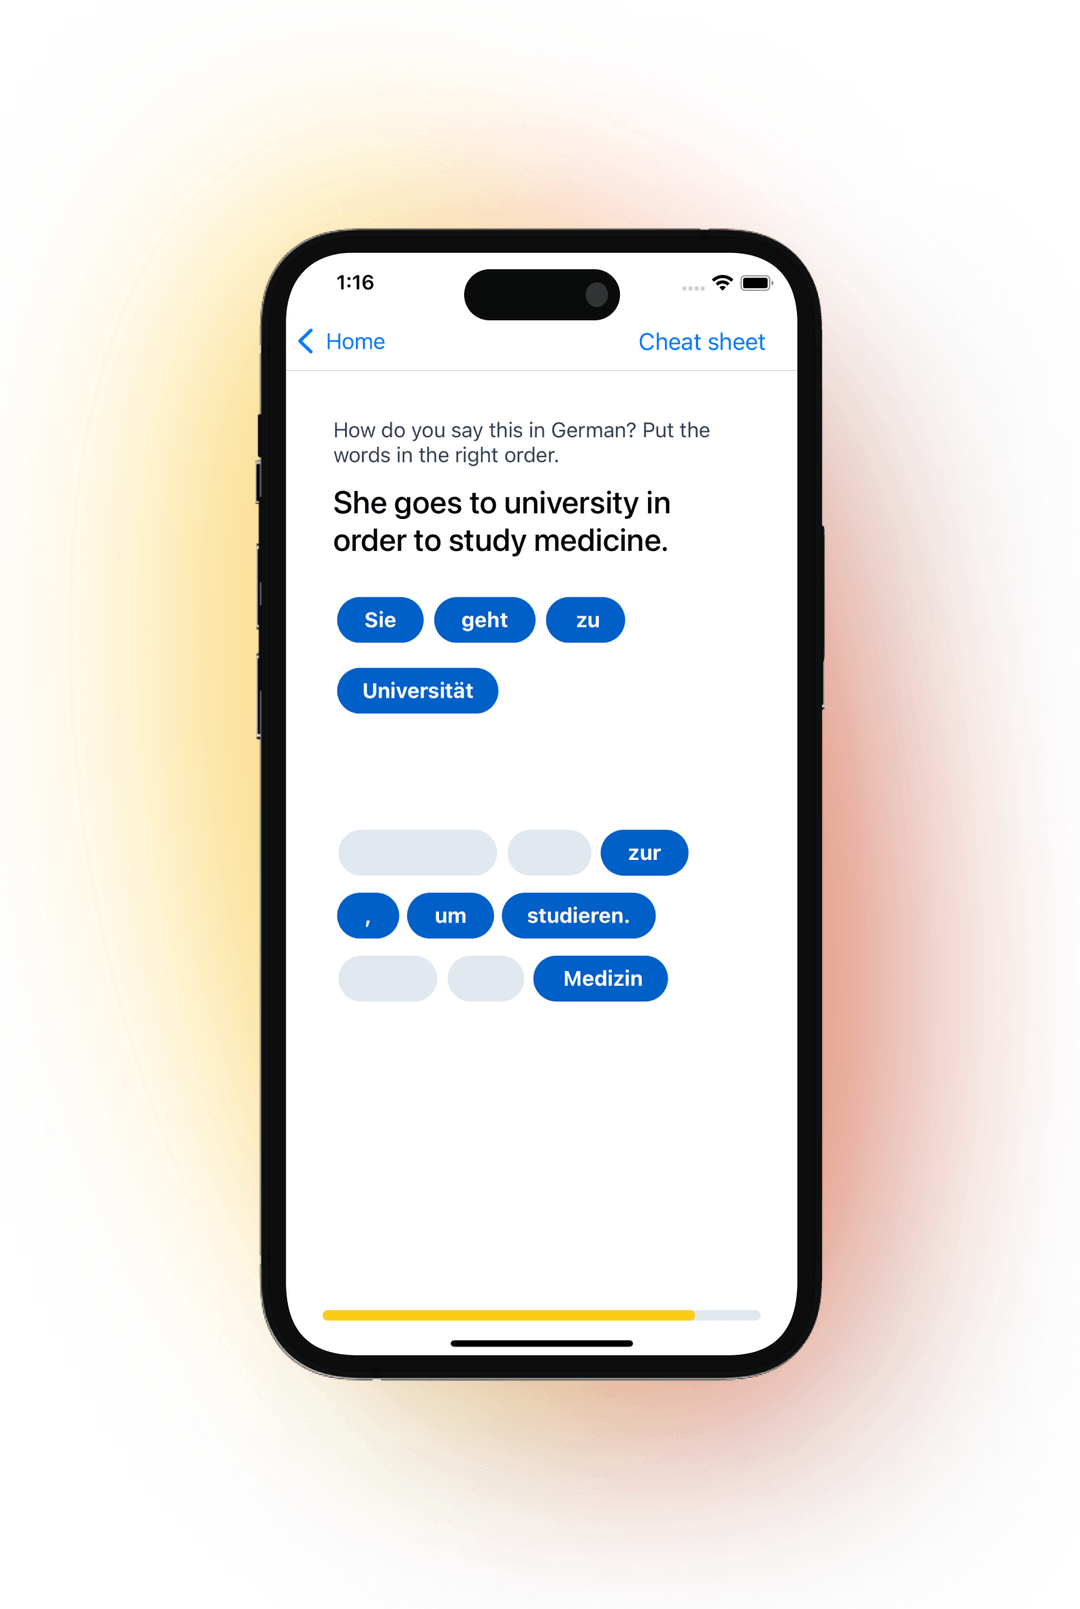 1:16
Home Cheat sheet
How do you say this in German? Put the
words in the right order.
She goes to university in
order to study medicine.
Sie geht zu
Universität
zur
, um studieren.
Medizin